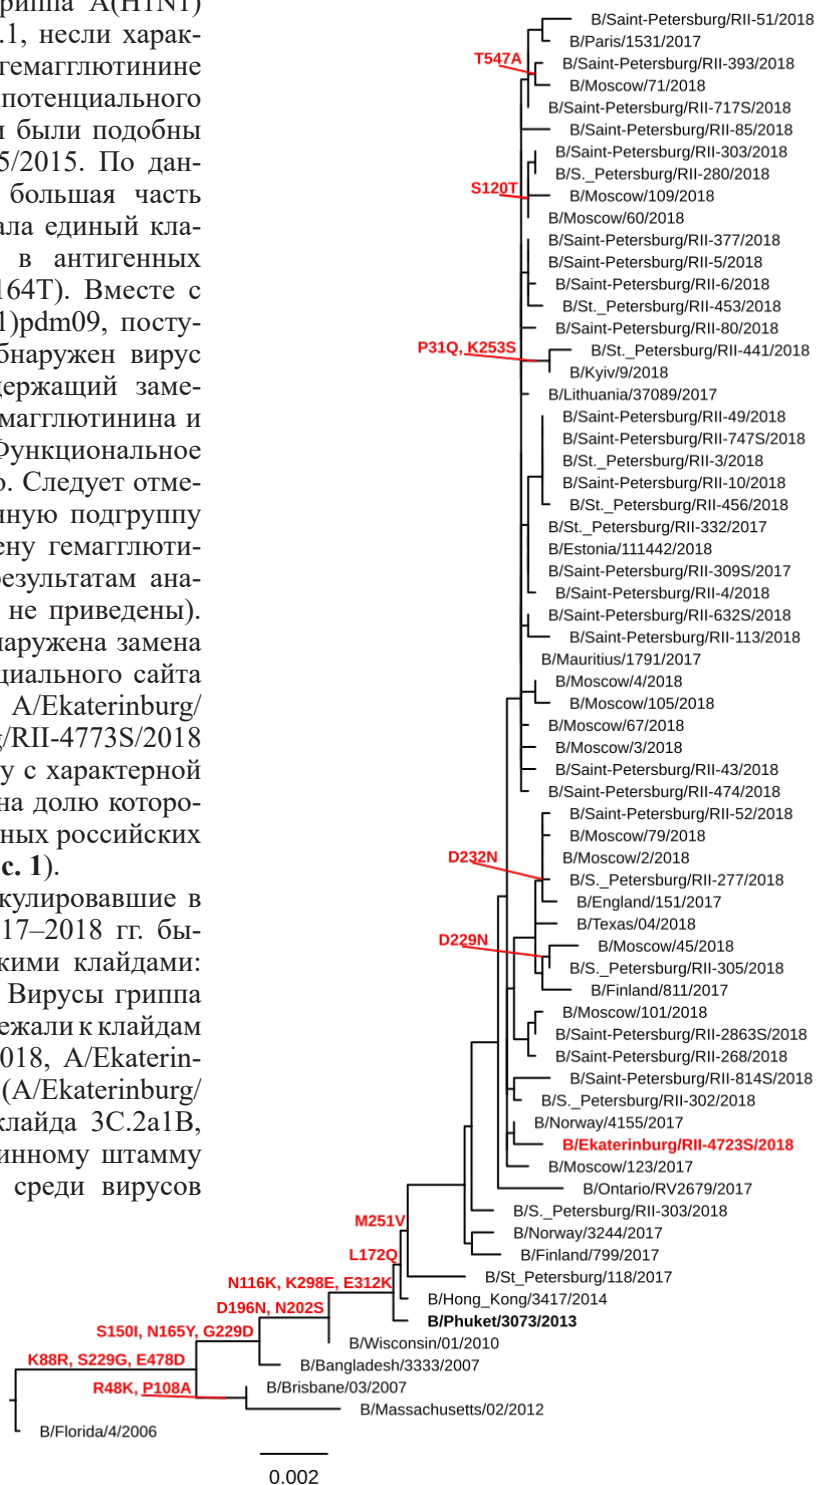 риппа A(H1N1)
.1, несли харак-
гемагглютинине
потенциального
и были подобны
5/2015. По дан-
большая часть
ала единый кла-
в антигенных
164T). Вместе с
1)pdm09, посту-
бнаружен вирус
держащий заме-
магглютинина и
Функциональное
о. Следует отме-
нную подгруппу
ену гемагглюти-
результатам ана-
не приведены).
наружена замена
циального сайта
A/Ekaterinburg/
g/RII-4773S/2018
у с характерной
на долю которо-
ных российских
с. 1).
кулировавшие в
17–2018 гг. бы-
кими клайдами:
Вирусы гриппа
ежали к клайдам
018, A/Ekaterin-
(A/Ekaterinburg/
клайда 3C.2a1B,
инному штамму
среди вирусов
B/Saint-Petersburg/RII-51/2018
B/Paris/1531/2017
T547A
B/Saint-Petersburg/RII-393/2018
B/Moscow/71/2018
B/Saint-Petersburg/RII-717S/2018
B/Saint-Petersburg/RII-85/2018
B/Saint-Petersburg/RII-303/2018
B/S._Petersburg/RII-280/2018
S120T
B/Moscow/109/2018
B/Moscow/60/2018
B/Saint-Petersburg/RII-377/2018
B/Saint-Petersburg/RII-5/2018
B/Saint-Petersburg/RII-6/2018
B/St._Petersburg/RII-453/2018
B/Saint-Petersburg/RII-80/2018
P31Q, K253S
B/St._Petersburg/RII-441/2018
B/Kyiv/9/2018
B/Lithuania/37089/2017
B/Saint-Petersburg/RII-49/2018
B/Saint-Petersburg/RII-747S/2018
B/St._Petersburg/RII-3/2018
B/Saint-Petersburg/RII-10/2018
B/St._Petersburg/RII-456/2018
B/St._Petersburg/RII-332/2017
B/Estonia/111442/2018
B/Saint-Petersburg/RII-309S/2017
B/Saint-Petersburg/RII-4/2018
B/Saint-Petersburg/RII-632S/2018
B/Saint-Petersburg/RII-113/2018
B/Mauritius/1791/2017
B/Moscow/4/2018
B/Moscow/105/2018
B/Moscow/67/2018
B/Moscow/3/2018
B/Saint-Petersburg/RII-43/2018
B/Saint-Petersburg/RII-474/2018
B/Saint-Petersburg/RII-52/2018
B/Moscow/79/2018
D232N
B/Moscow/2/2018
B/S._Petersburg/RII-277/2018
B/England/151/2017
B/Texas/04/2018
D229N
B/Moscow/45/2018
B/S._Petersburg/RII-305/2018
B/Finland/811/2017
B/Moscow/101/2018
B/Saint-Petersburg/RII-2863S/2018
B/Saint-Petersburg/RII-268/2018
B/Saint-Petersburg/RII-814S/2018
B/S._Petersburg/RII-302/2018
B/Norway/4155/2017
B/Ekaterinburg/RII-4723S/2018
B/Moscow/123/2017
B/Ontario/RV2679/2017
B/S._Petersburg/RII-303/2018
M251V
B/Norway/3244/2017
L172Q
B/Finland/799/2017
B/St_Petersburg/118/2017
N116K, K298E, E312K
B/Hong_Kong/3417/2014
D196N, N202S
B/Phuket/3073/2013
S150I, N165Y, G229D
B/Wisconsin/01/2010
K88R, S229G, E478D
B/Bangladesh/3333/2007
R48K, P108A
B/Brisbane/03/2007
B/Massachusetts/02/2012
B/Florida/4/2006
0.002